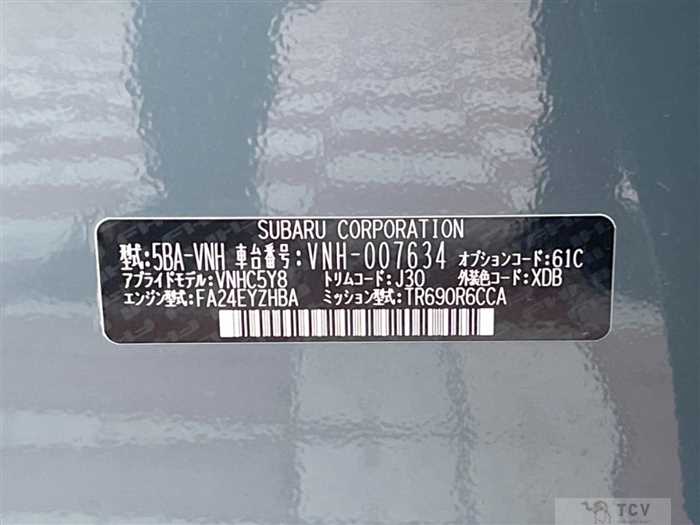 SUBARU CORPORATION
型式:5BA-VNH 車台番号:VNH-007634 オプションコード:61C
アプライドモデル:VNHC5Y8 トリムコード:J30 外装色コード:XDB
エンジン型式:FA24EYZHBA ミッション型式:TR690R6CCA
TCV